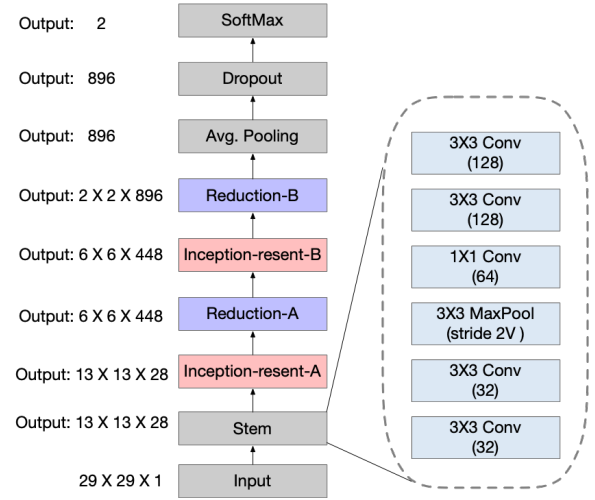 Output: 2 SoftMax
Output: 896 Dropout
Output: 896 Avg. Pooling
Output: 2 X 2 X 896 Reduction-B
Output: 6 X 6 X 448 Inception-resent-B
Output: 6 X 6 X 448 Reduction-A
Output: 13 X 13 X 28 Inception-resent-A
Output: 13 X 13 X 28 Stem
29 X 29 X 1 Input
3X3 Conv
(128)
3X3 Conv
(128)
1X1 Conv
(64)
3X3 MaxPool
(stride 2V )
3X3 Conv
(32)
3X3 Conv
(32)